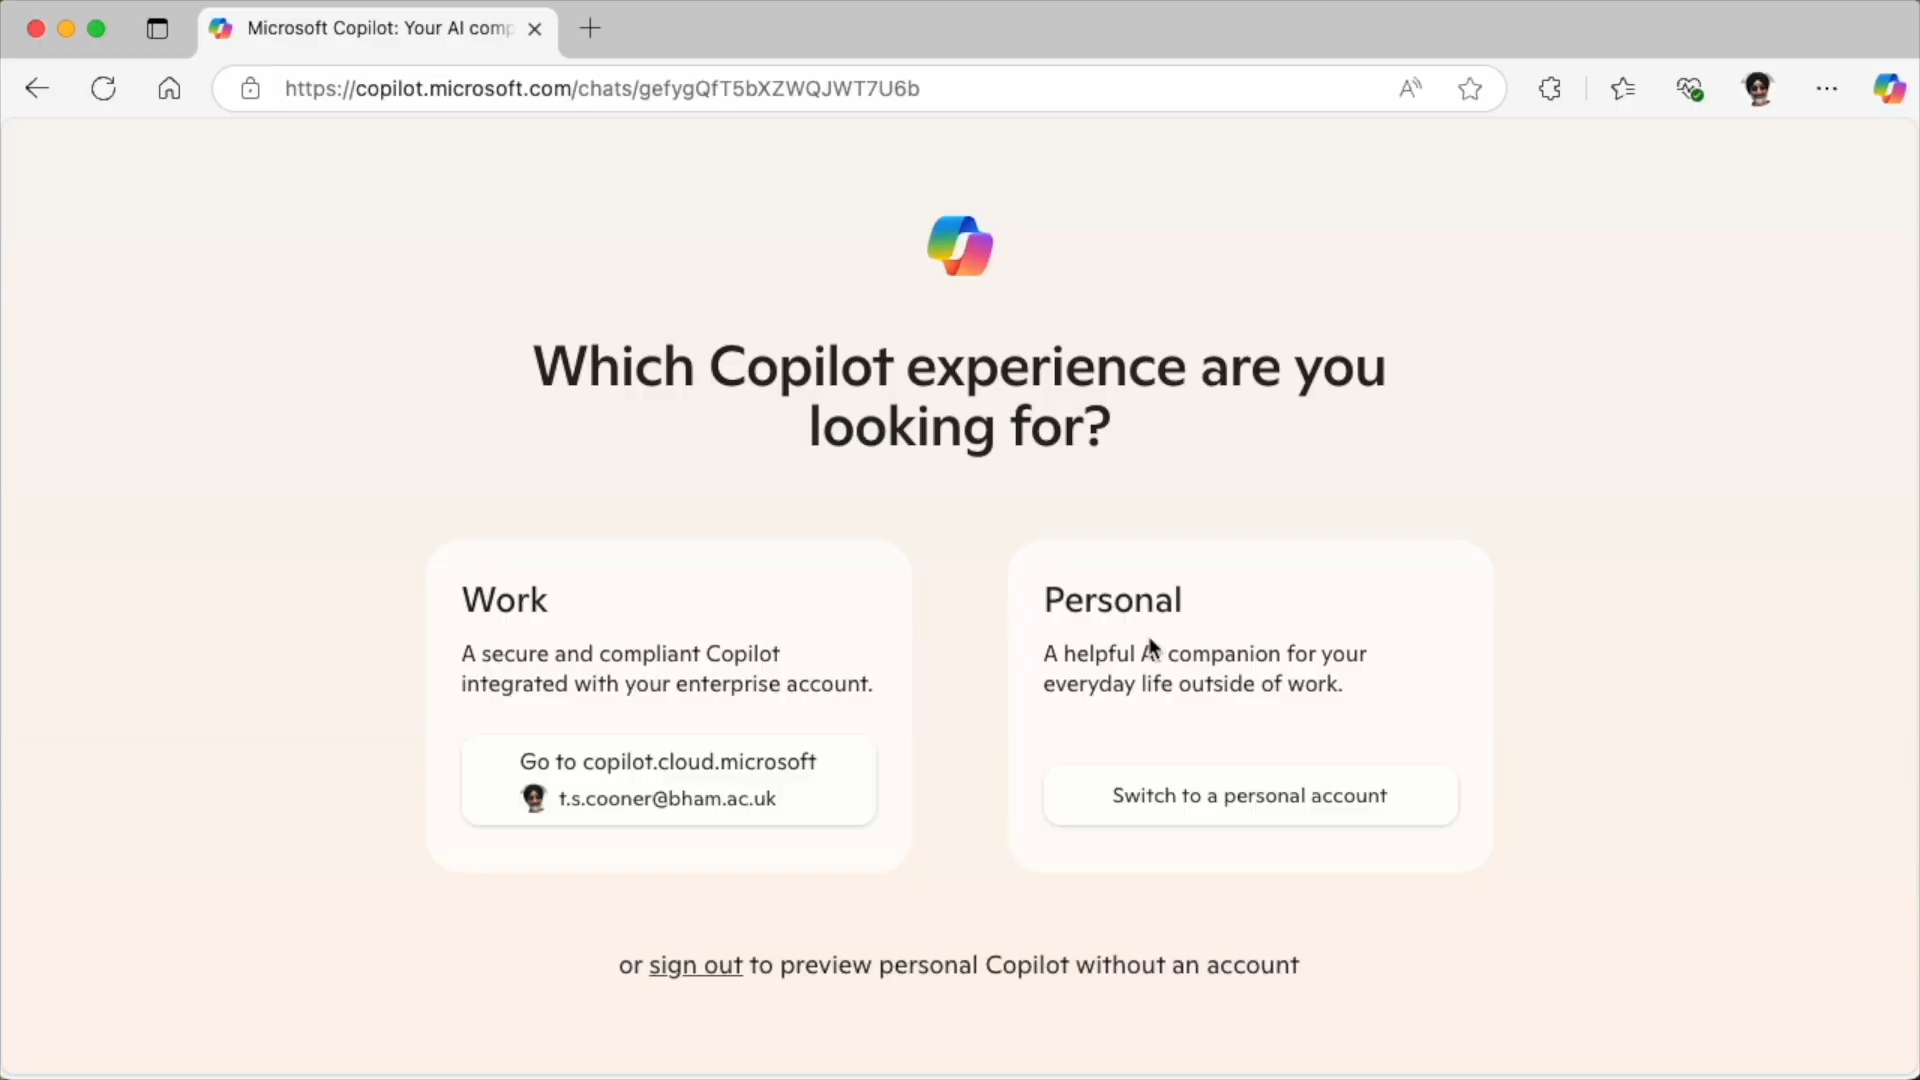 Microsoft Copilot: Your AI comp
https://copilot.microsoft.com/chats/gefygQfT5bXZWQJWT7U6b
Which Copilot experience are you
looking for?
Work
A secure and compliant Copilot
integrated with your enterprise account.
Go to copilot.cloud.microsoft
t.s.cooner@bham.ac.uk
Personal
A helpful AI companion for your
everyday life outside of work.
Switch to a personal account
or sign out to preview personal Copilot without an account